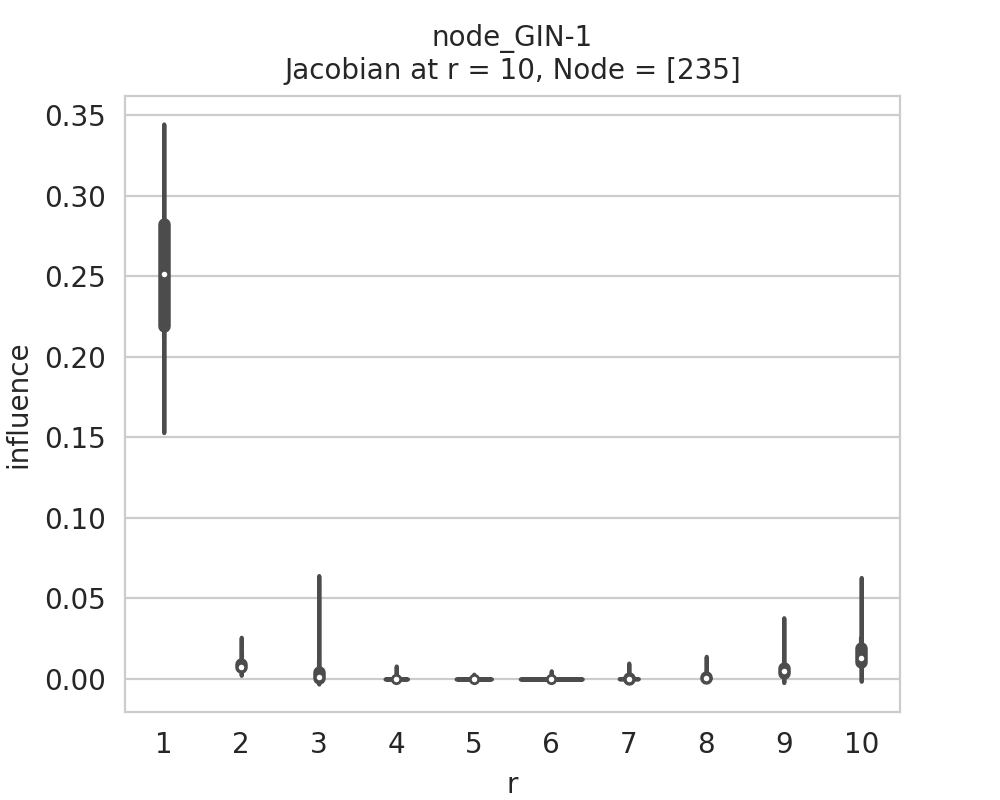 node_GIN-1
Jacobian at r = 10, Node = [235]
0.35
0.30
0.25
0.20
0.15
0.10
0.05
0.00
influence
1 2 3 4 5 6 7 8 9 10
r